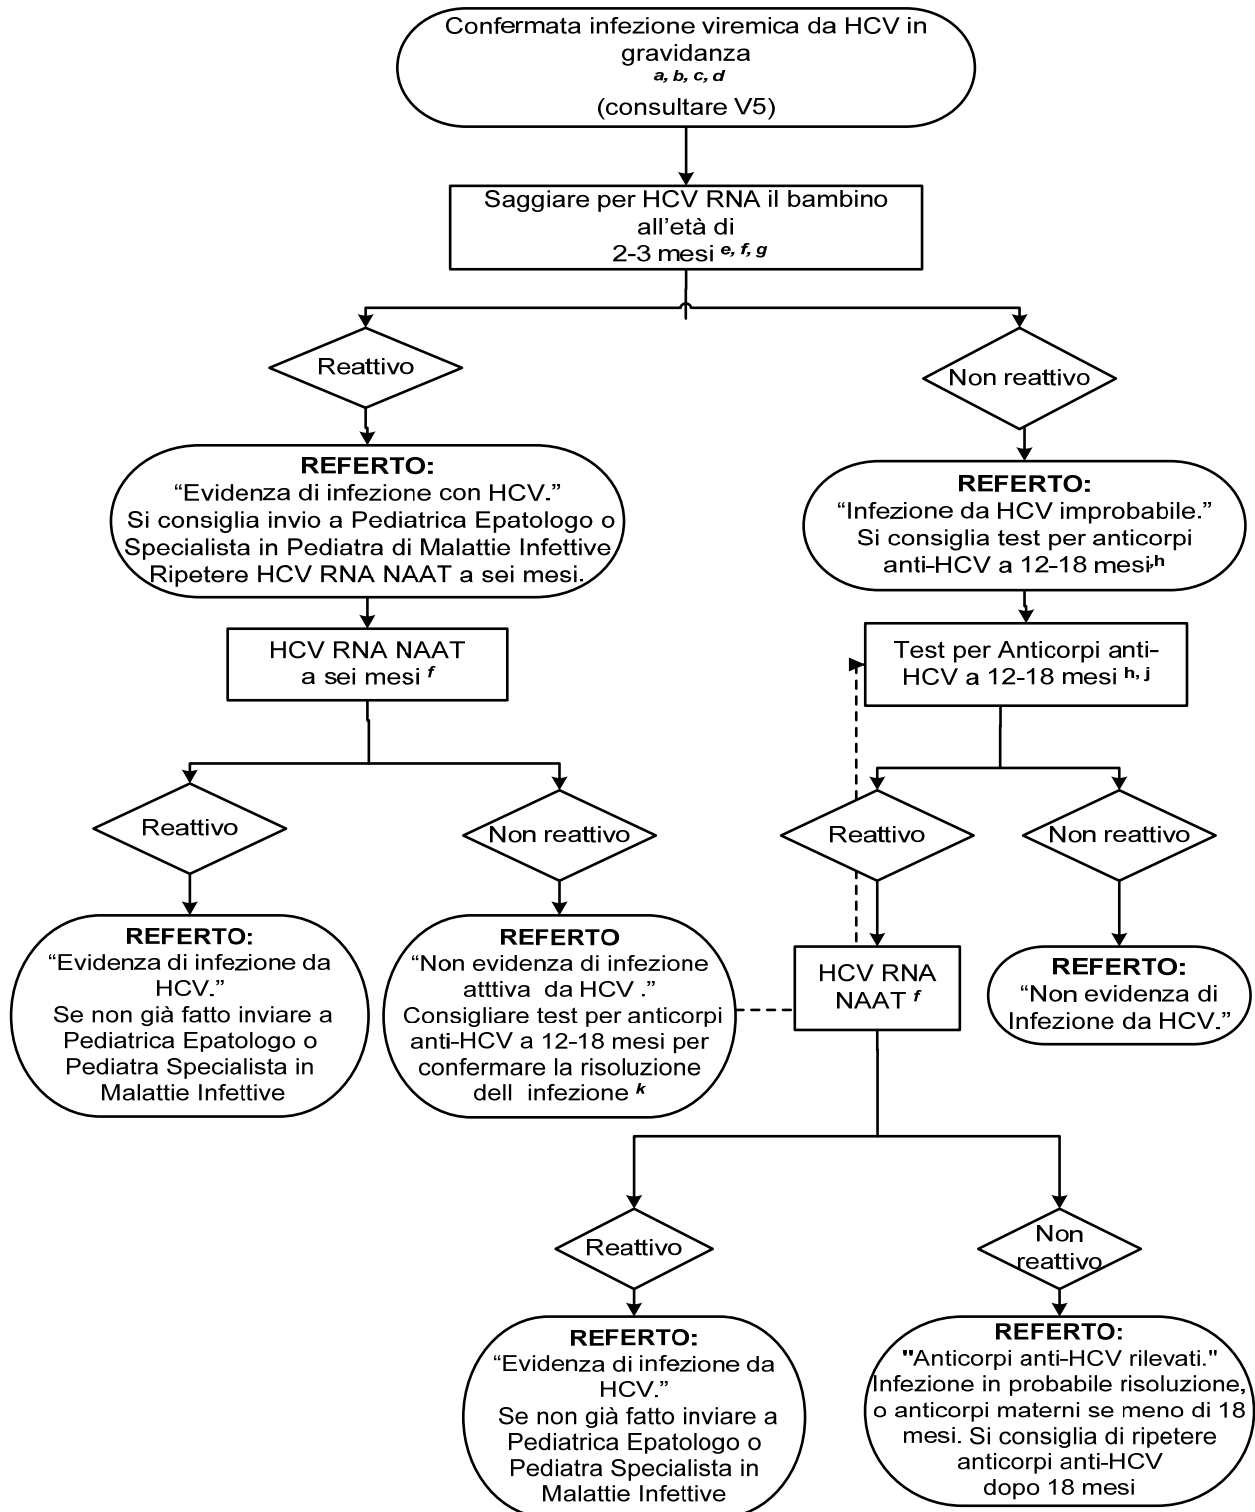 Confermata infezione viremica da HCV in
gravidanza
a, b, c, d
(consultare V5)
Saggiare per HCV RNA il bambino
all'età di
2-3 mesi e, f, g
Reattivo
Non reattivo
REFERTO:
“Evidenza di infezione con HCV.”
Si consiglia invio a Pediatrica Epatologo o
Specialista in Pediatra di Malattie Infettive
Ripetere HCV RNA NAAT a sei mesi.
REFERTO:
“Infezione da HCV improbabile.”
Si consiglia test per anticorpi
anti-HCV a 12-18 mesi j,h
HCV RNA NAAT
a sei mesi f
Test per Anticorpi anti-
HCV a 12-18 mesi h, j
Reattivo
Non reattivo
Reattivo
Non reattivo
REFERTO:
“Evidenza di infezione da
HCV.”
Se non già fatto inviare a
Pediatrica Epatologo o
Pediatra Specialista in
Malattie Infettive
REFERTO
“Non evidenza di infezione
atttiva da HCV .”
Consigliare test per anticorpi
anti-HCV a 12-18 mesi per
confermare la risoluzione
dell infezione k
HCV RNA
NAAT f
REFERTO:
“Non evidenza di
Infezione da HCV.”
Reattivo
Non
reattivo
REFERTO:
“Evidenza di infezione da
HCV.”
Se non già fatto inviare a
Pediatrica Epatologo o
Pediatra Specialista in
Malattie Infettive
REFERTO:
"Anticorpi anti-HCV rilevati."
Infezione in probabile risoluzione,
o anticorpi materni se meno di 18
mesi. Si consiglia di ripetere
anticorpi anti-HCV
dopo 18 mesi